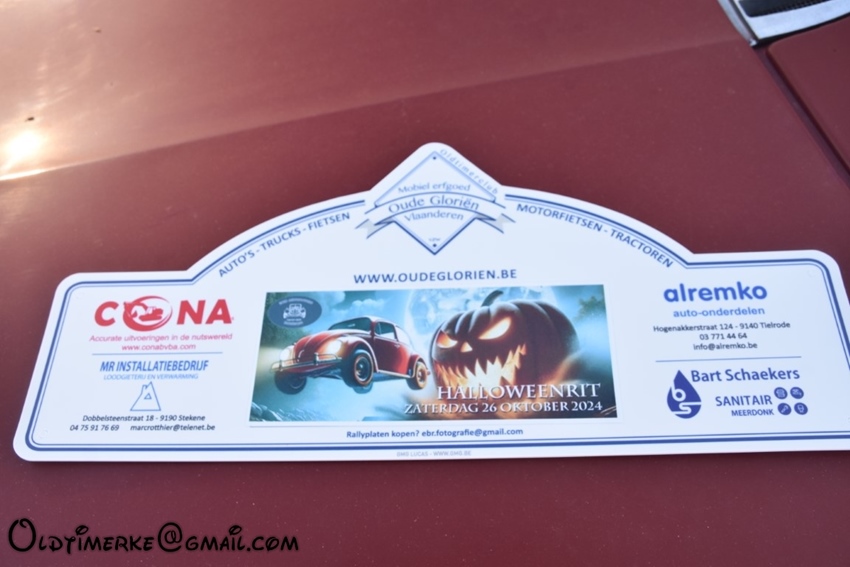 Oldtimerclub
Mobiel erfgoed
Oude Gloriën
Vlaanderen
AUTO'S - TRUCKS - FIETSEN
MOTORFIETSEN - TRACTOREN
WWW.OUDEGLORIEN.BE
CONA
Accurate uitvoeringen in de nutswereld
www.conabvba.com
MR INSTALLATIEBEDRIJF
LOODGIETERIJ EN VERWARMING
Dobbelsteenstraat 18 - 9190 Stekene
04 75 91 76 69 marcrotthier@telenet.be
HALLOWEENRIT
ZATERDAG 26 OKTOBER 2024
Rallyplaten kopen? ebr.fotografie@gmail.com
alremko
auto-onderdelen
Hogenakkerstraat 124 - 9140 Tielrode
03 771 44 64
info@alremko.be
Bart Schaekers
bs
SANITAIR
MEERDONK
Oldtimerke@gmail.com